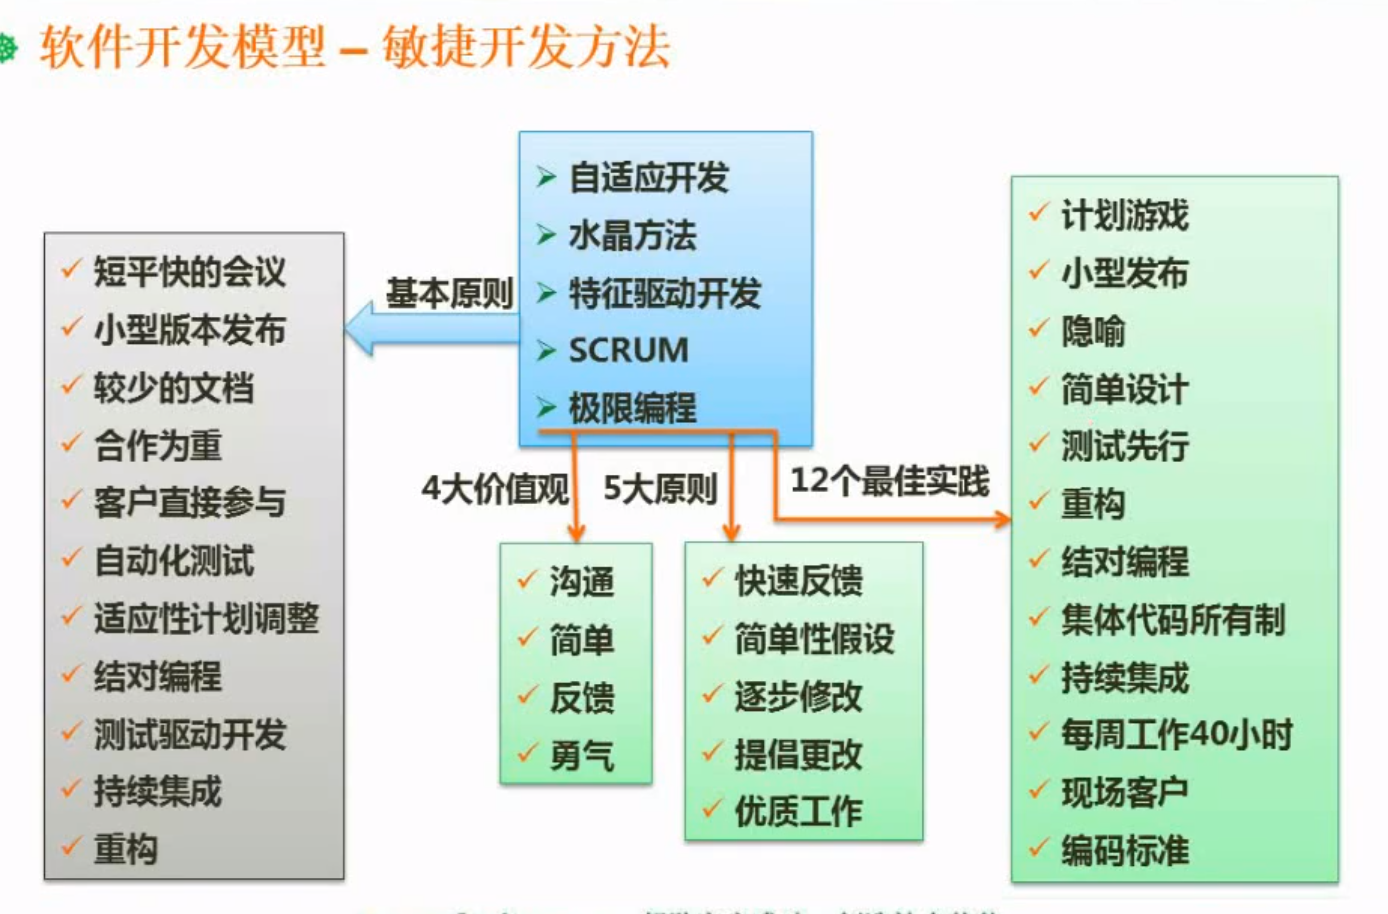 软件开发模型 – 敏捷开发方法
自适应开发
水晶方法
特征驱动开发
SCRUM
极限编程
基本原则
短平快的会议
小型版本发布
较少的文档
合作为重
客户直接参与
自动化测试
适应性计划调整
结对编程
测试驱动开发
持续集成
重构
4大价值观
沟通
简单
反馈
勇气
5大原则
快速反馈
简单性假设
逐步修改
提倡更改
优质工作
12个最佳实践
计划游戏
小型发布
隐喻
简单设计
测试先行
重构
结对编程
集体代码所有制
持续集成
每周工作40小时
现场客户
编码标准